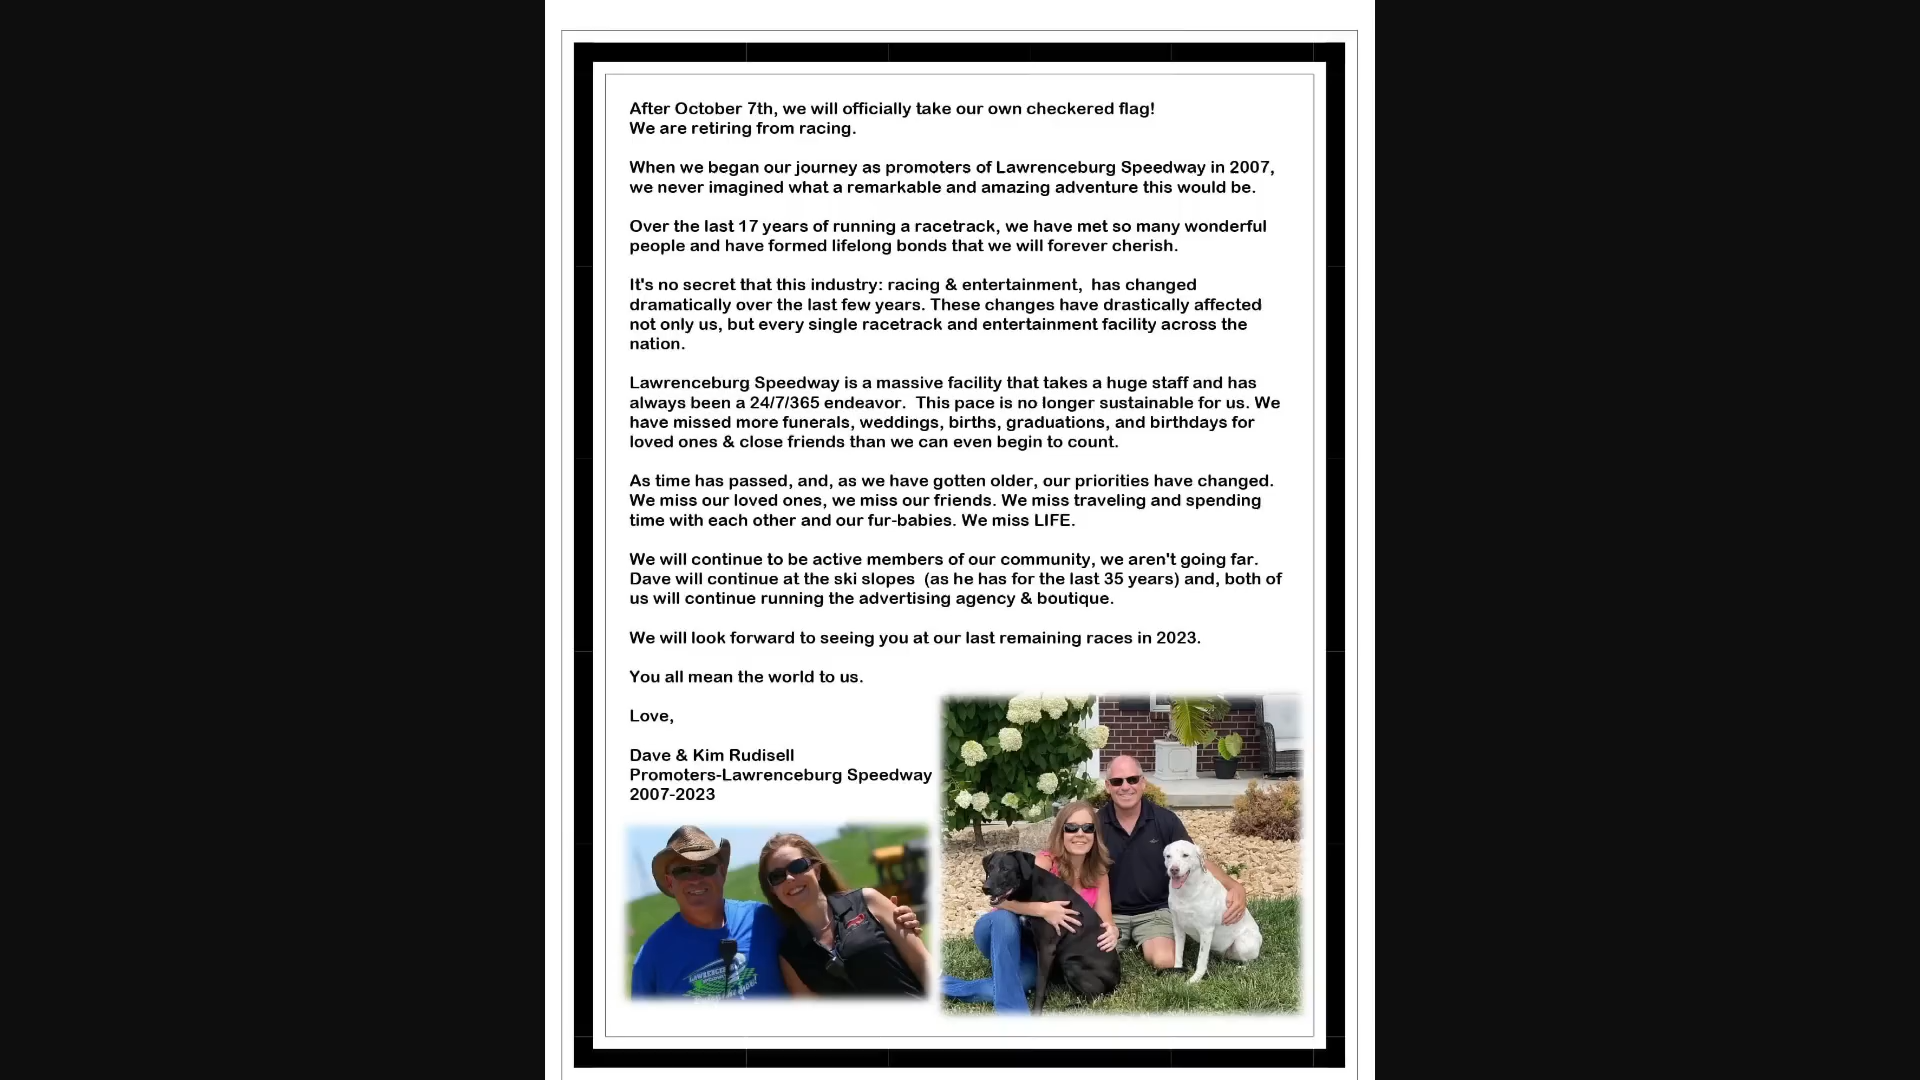 After October 7th, we will officially take our own checkered flag!
We are retiring from racing.
When we began our journey as promoters of Lawrenceburg Speedway in 2007,
we never imagined what a remarkable and amazing adventure this would be.
Over the last 17 years of running a racetrack, we have met so many wonderful
people and have formed lifelong bonds that we will forever cherish.
It's no secret that this industry: racing & entertainment,  has changed
dramatically over the last few years. These changes have drastically affected
not only us, but every single racetrack and entertainment facility across the
nation.
Lawrenceburg Speedway is a massive facility that takes a huge staff and has
always been a 24/7/365 endeavor.  This pace is no longer sustainable for us. We
have missed more funerals, weddings, births, graduations, and birthdays for
loved ones & close friends than we can even begin to count.
As time has passed, and, as we have gotten older, our priorities have changed.
We miss our loved ones, we miss our friends. We miss traveling and spending
time with each other and our fur-babies. We miss LIFE.
We will continue to be active members of our community, we aren't going far.
Dave will continue at the ski slopes  (as he has for the last 35 years) and, both of
us will continue running the advertising agency & boutique.
We will look forward to seeing you at our last remaining races in 2023.
You all mean the world to us.
Love,
Dave & Kim Rudisell
Promoters-Lawrenceburg Speedway
2007-2023